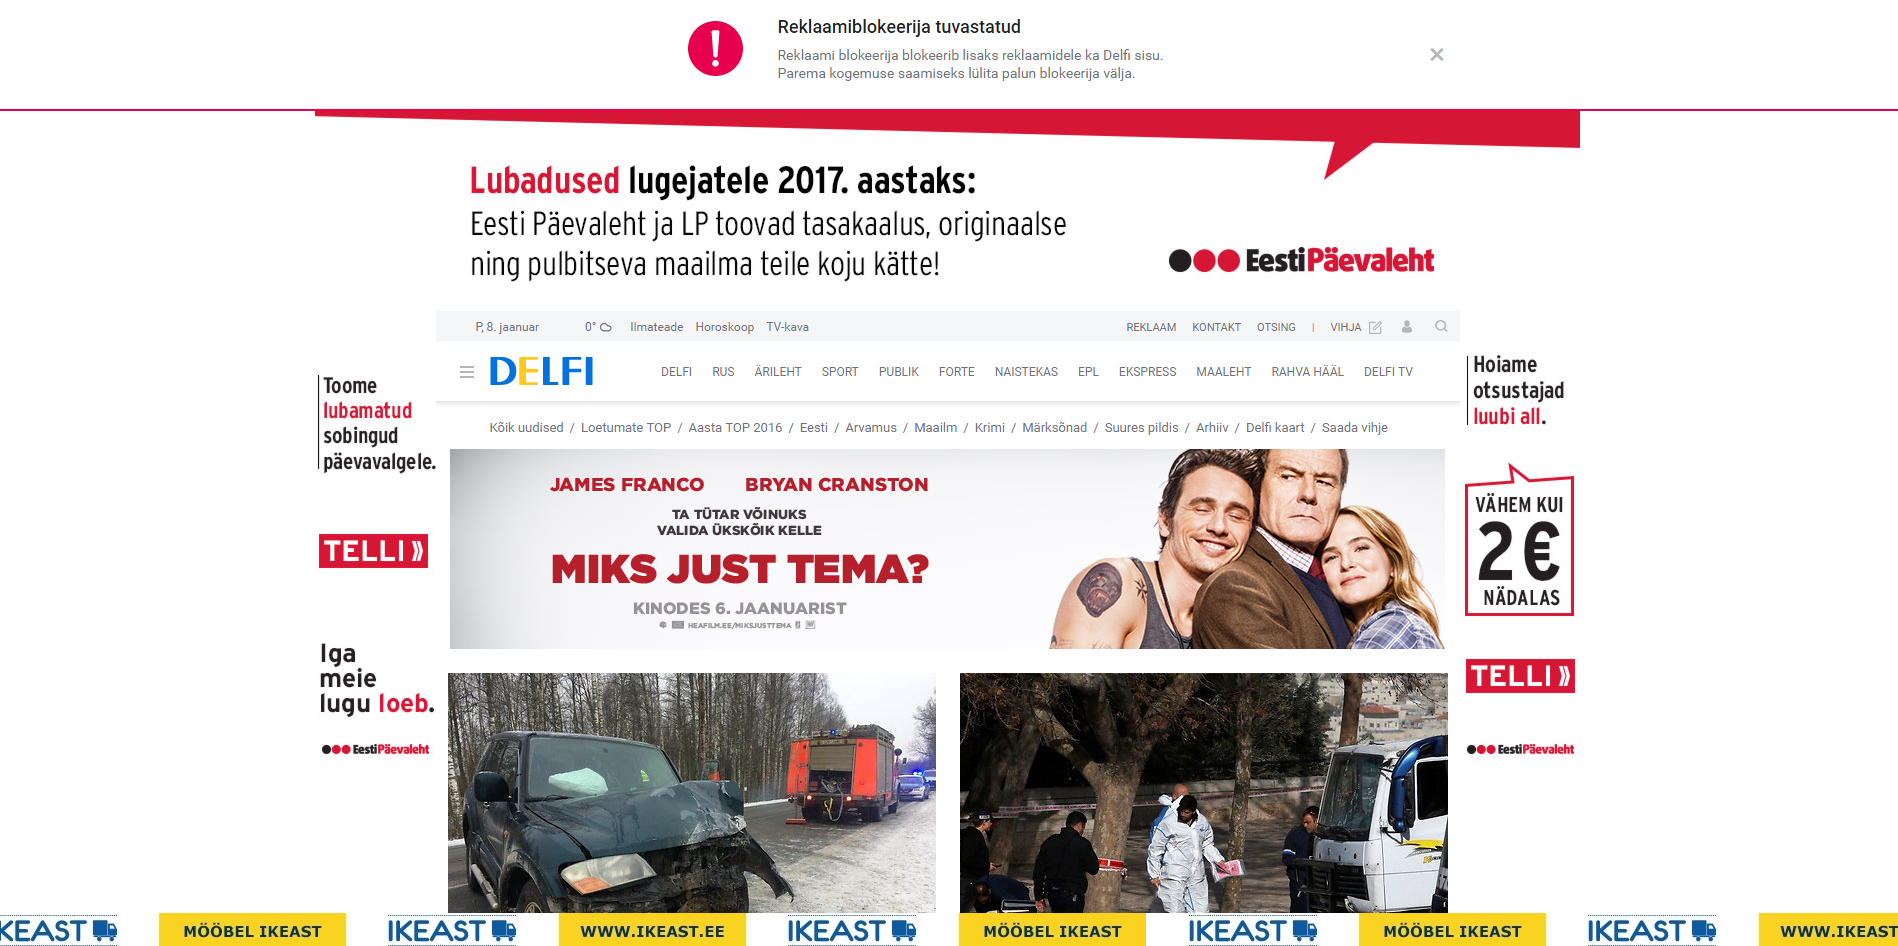 Reklaamiblokeerija tuvastatud
Reklaami blokeerija blokeerib lisaks reklaamidele ka Delfi sisu.
Parema kogemuse saamiseks lülita palun blokeerija välja.
Lubadused lugejatele 2017. aastaks:
Eesti Päevaleht ja LP toovad tasakaalus, originaalse
ning pulbitseva maailma teile koju kätte!
EestiPäevaleht
P, 8. jaanuar 0° Ilmateade Horoskoop TV-kava REKLAAM KONTAKT OTSING | VIHJA
DELFI DELFI RUS ÄRILEHT SPORT PUBLIK FORTE NAISTEKAS EPL EKSPRESS MAALEHT RAHVA HÄÄL DELFI TV
Kõik uudised / Loetumate TOP / Aasta TOP 2016 / Eesti / Arvamus / Maailm / Krimi / Märksõnad / Suures pildis / Arhiiv / Delfi kaart / Saada vihje
Toome
lubamatud
sobingud
päevavalgele.
TELLI
Iga
meie
lugu loeb.
EestiPäevaleht
JAMES FRANCO BRYAN CRANSTON
TA TÜTAR VÕINUKS
VALIDA ÜKSKÕIK KELLE
MIKS JUST TEMA?
KINODES 6. JAANUARIST
HEAFILM.EE/MIKSJUSTTEMA
Hoiame
otsustajad
luubi all.
VÄHEM KUI
2€
NÄDALAS
TELLI
EestiPäevaleht
KEAST MÖÖBEL IKEAST IKEAST WWW.IKEAST.EE IKEAST MÖÖBEL IKEAST IKEAST MÖÖBEL IKEAST IKEAST WWW.IKEAST